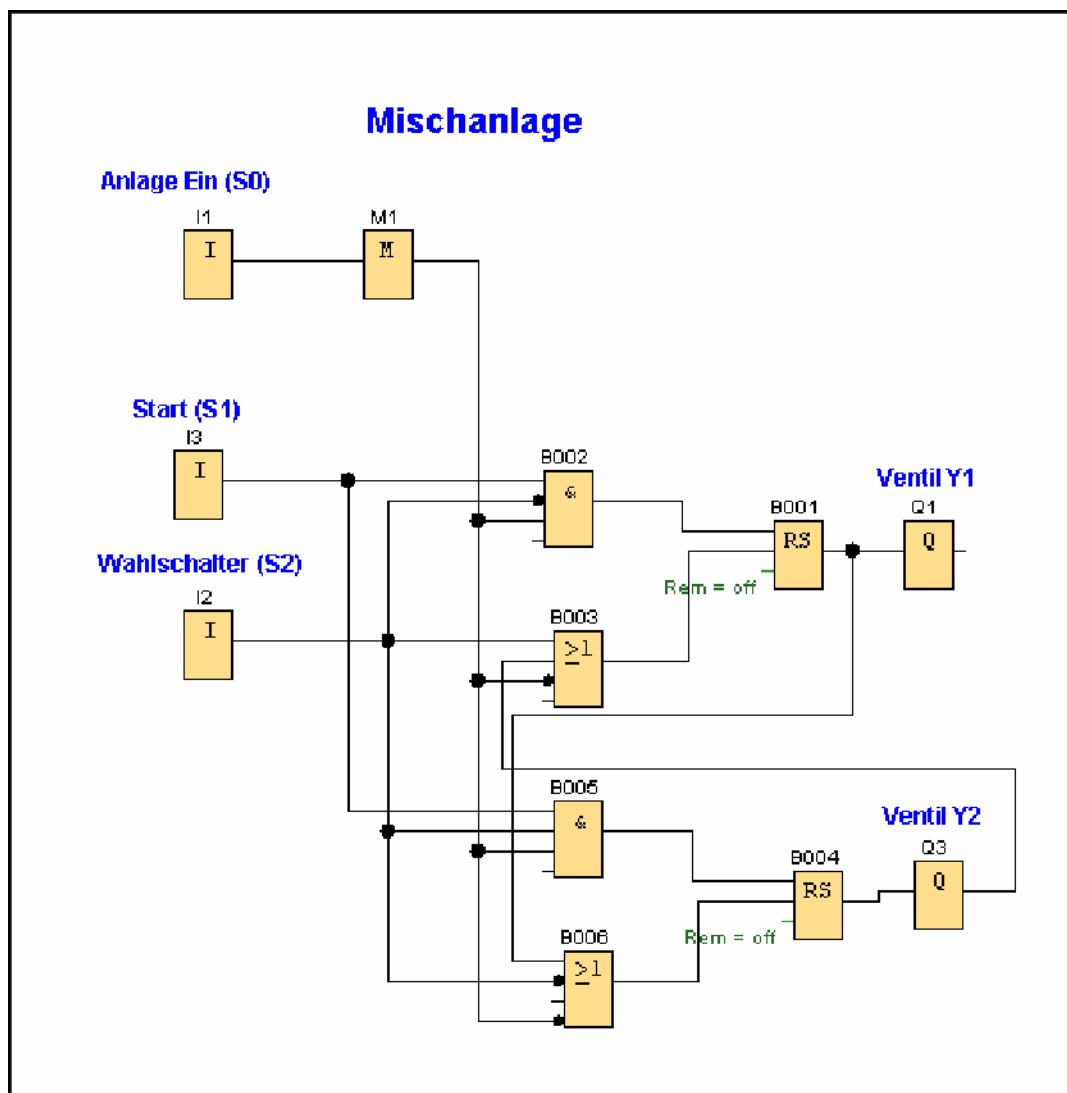 Mischanlage
Anlage Ein (S0)
I1
M1
I
M
Start (S1)
I3
I
B002
&
Ventil Y1
B001
Q1
RS
Q
Rem = off
Wahlschalter (S2)
I2
I
B003
>1
B005
&
Ventil Y2
B004
Q3
RS
Q
Rem = off
B006
>1